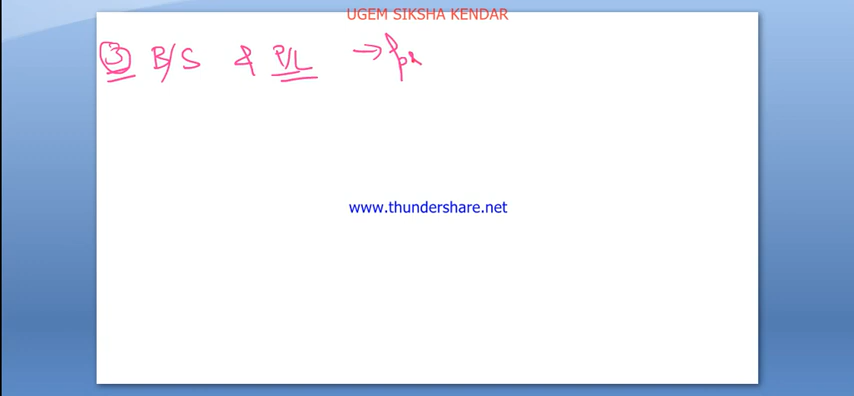 UGEM SIKSHA KENDAR
③ B/S & P/L →
www.thundershare.net